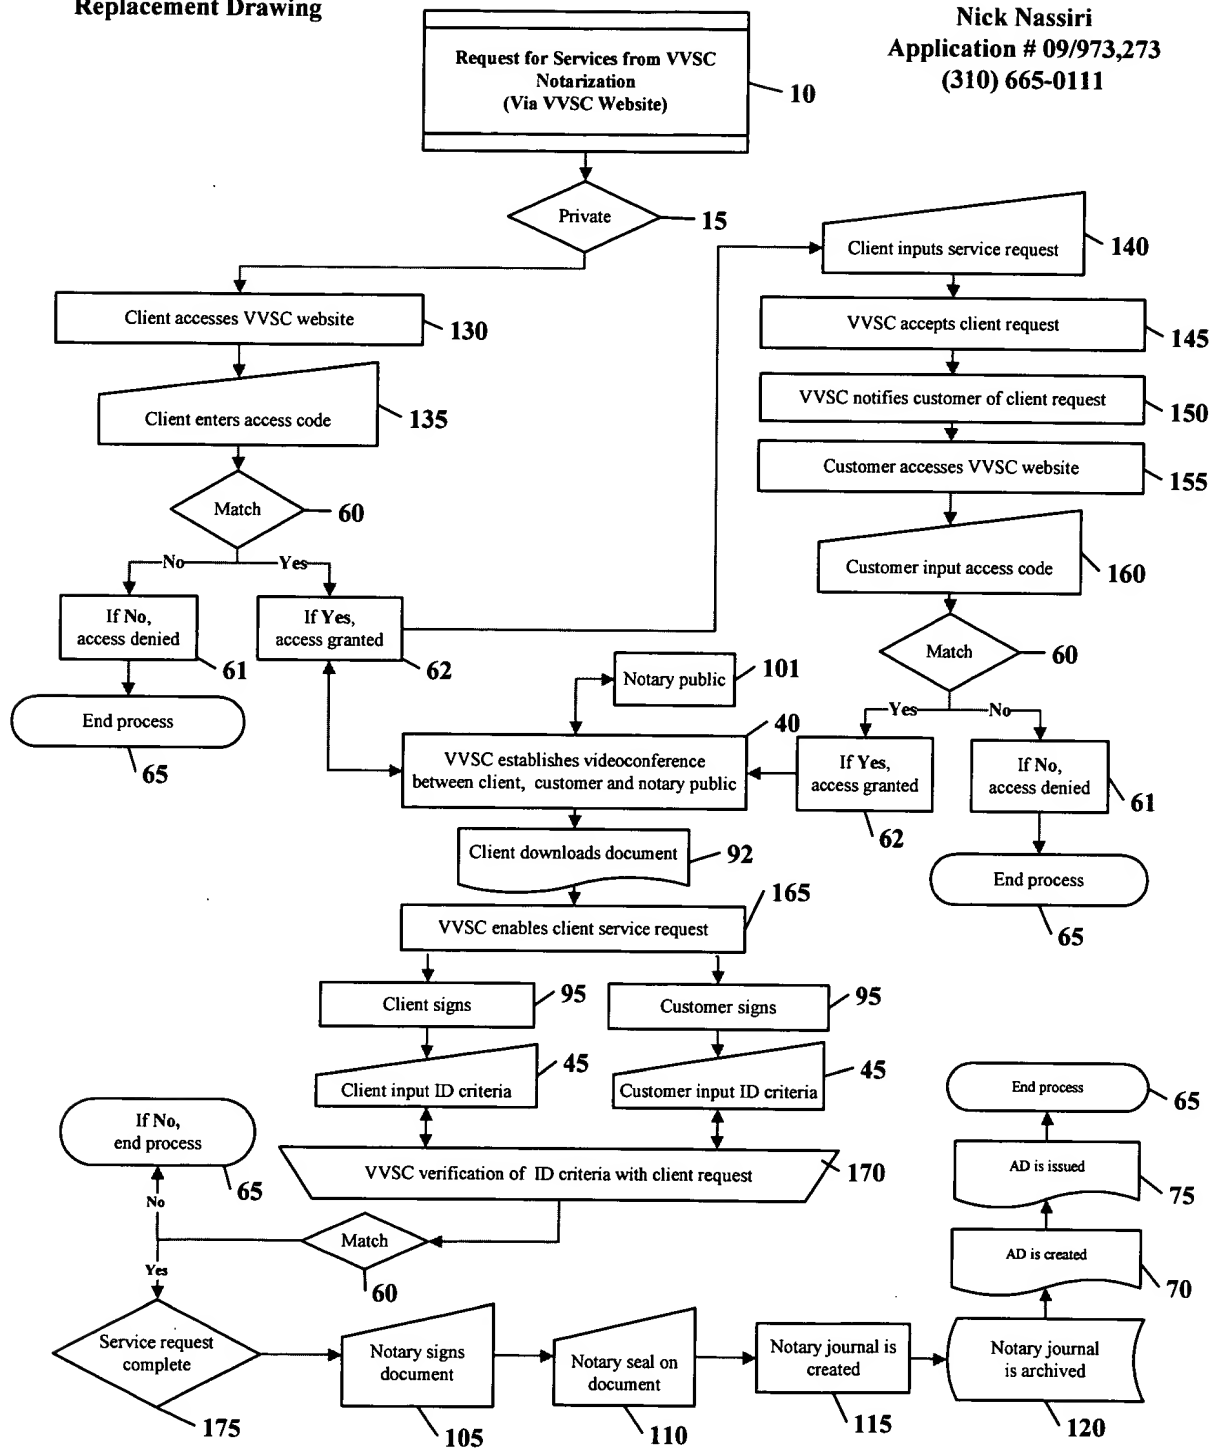 Replacement Drawing
Nick Nassiri
Application # 09/973,273
(310) 665-0111
Request for Services from VVSC
Notarization
(Via VVSC Website)
10
Private
15
Client accesses VVSC website
130
Client enters access code
135
Match
60
No
Yes
If No,
access denied
61
If Yes,
access granted
62
End process
65
Client inputs service request
140
VVSC accepts client request
145
VVSC notifies customer of client request
150
Customer accesses VVSC website
155
Customer input access code
160
Match
60
Yes
No
If Yes,
access granted
62
If No,
access denied
61
End process
65
Notary public
101
40
VVSC establishes videoconference
between client, customer and notary public
Client downloads document
92
165
VVSC enables client service request
Client signs
95
Customer signs
95
Client input ID criteria
45
Customer input ID criteria
45
VVSC verification of ID criteria with client request
170
If No,
end process
65
No
Match
60
Yes
Service request
complete
175
Notary signs
document
105
Notary seal on
document
110
Notary journal is
created
115
Notary journal
is archived
120
AD is created
70
AD is issued
75
End process
65